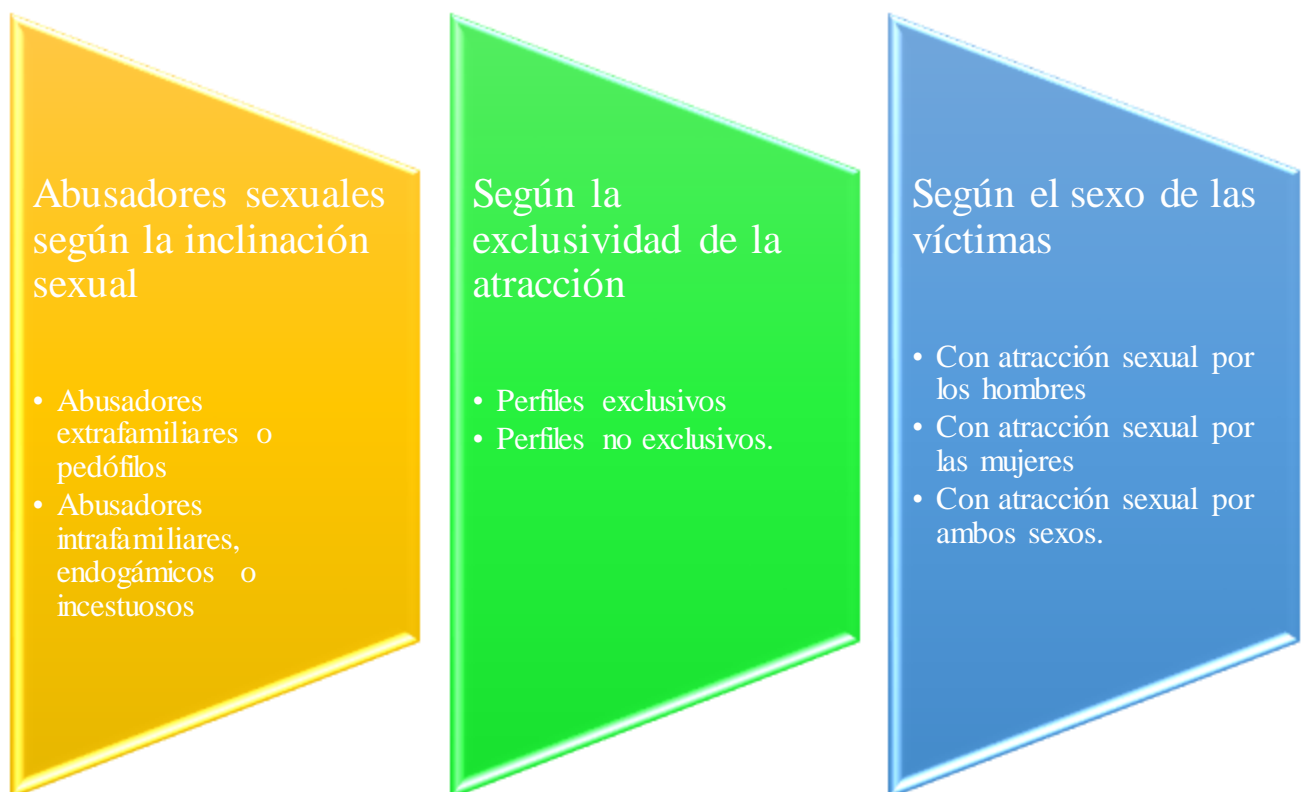 Abusadores sexuales
según la inclinación
sexual
• Abusadores
extrafamiliares o
pedófilos
• Abusadores
intrafamiliares,
endogámicos o
incestuosos
Según la
exclusividad de la
atracción
• Perfiles exclusivos
• Perfiles no exclusivos.
Según el sexo de las
víctimas
• Con atracción sexual por
los hombres
• Con atracción sexual por
las mujeres
• Con atracción sexual por
ambos sexos.